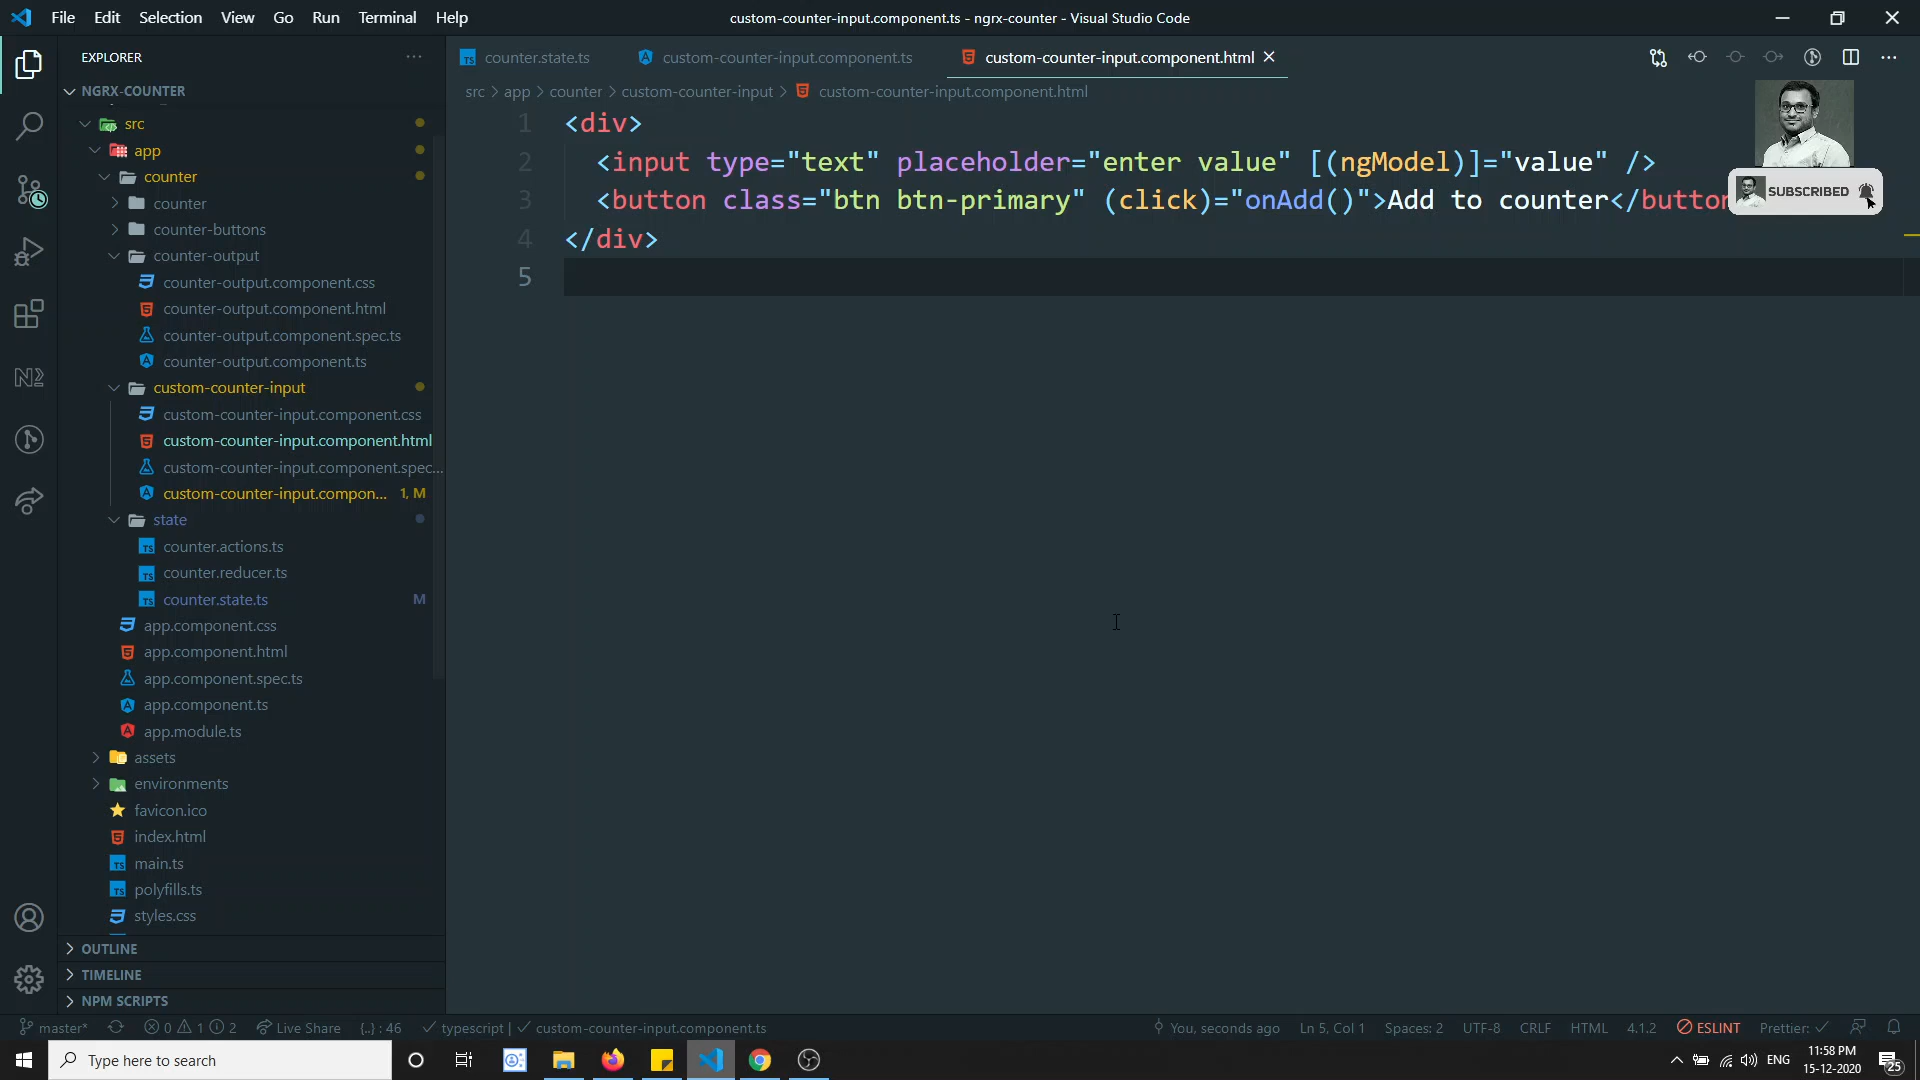 File Edit Selection View Go Run Terminal Help
custom-counter-input.component.ts - ngrx-counter - Visual Studio Code
EXPLORER
NGRX-COUNTER
src
app
counter
counter
counter-buttons
counter-output
counter-output.component.css
counter-output.component.html
counter-output.component.spec.ts
counter-output.component.ts
custom-counter-input
custom-counter-input.component.css
custom-counter-input.component.html
custom-counter-input.component.spec...
custom-counter-input.compon... 1, M
state
counter.actions.ts
counter.reducer.ts
counter.state.ts M
app.component.css
app.component.html
app.component.spec.ts
app.component.ts
app.module.ts
assets
environments
favicon.ico
index.html
main.ts
polyfills.ts
styles.css
OUTLINE
TIMELINE
NPM SCRIPTS
counter.state.ts custom-counter-input.component.ts custom-counter-input.component.html
src > app > counter > custom-counter-input > custom-counter-input.component.html
1 <div>
2 <input type="text" placeholder="enter value" [(ngModel)]="value" />
3 <button class="btn btn-primary" (click)="onAdd()">Add to counter</button
4 </div>
5
SUBSCRIBED
master* 0 1 2 Live Share {..} : 46 typescript | custom-counter-input.component.ts
You, seconds ago Ln 5, Col 1 Spaces: 2 UTF-8 CRLF HTML 4.1.2 ESLINT Prettier: ✓
Type here to search
ENG
11:58 PM
15-12-2020
25